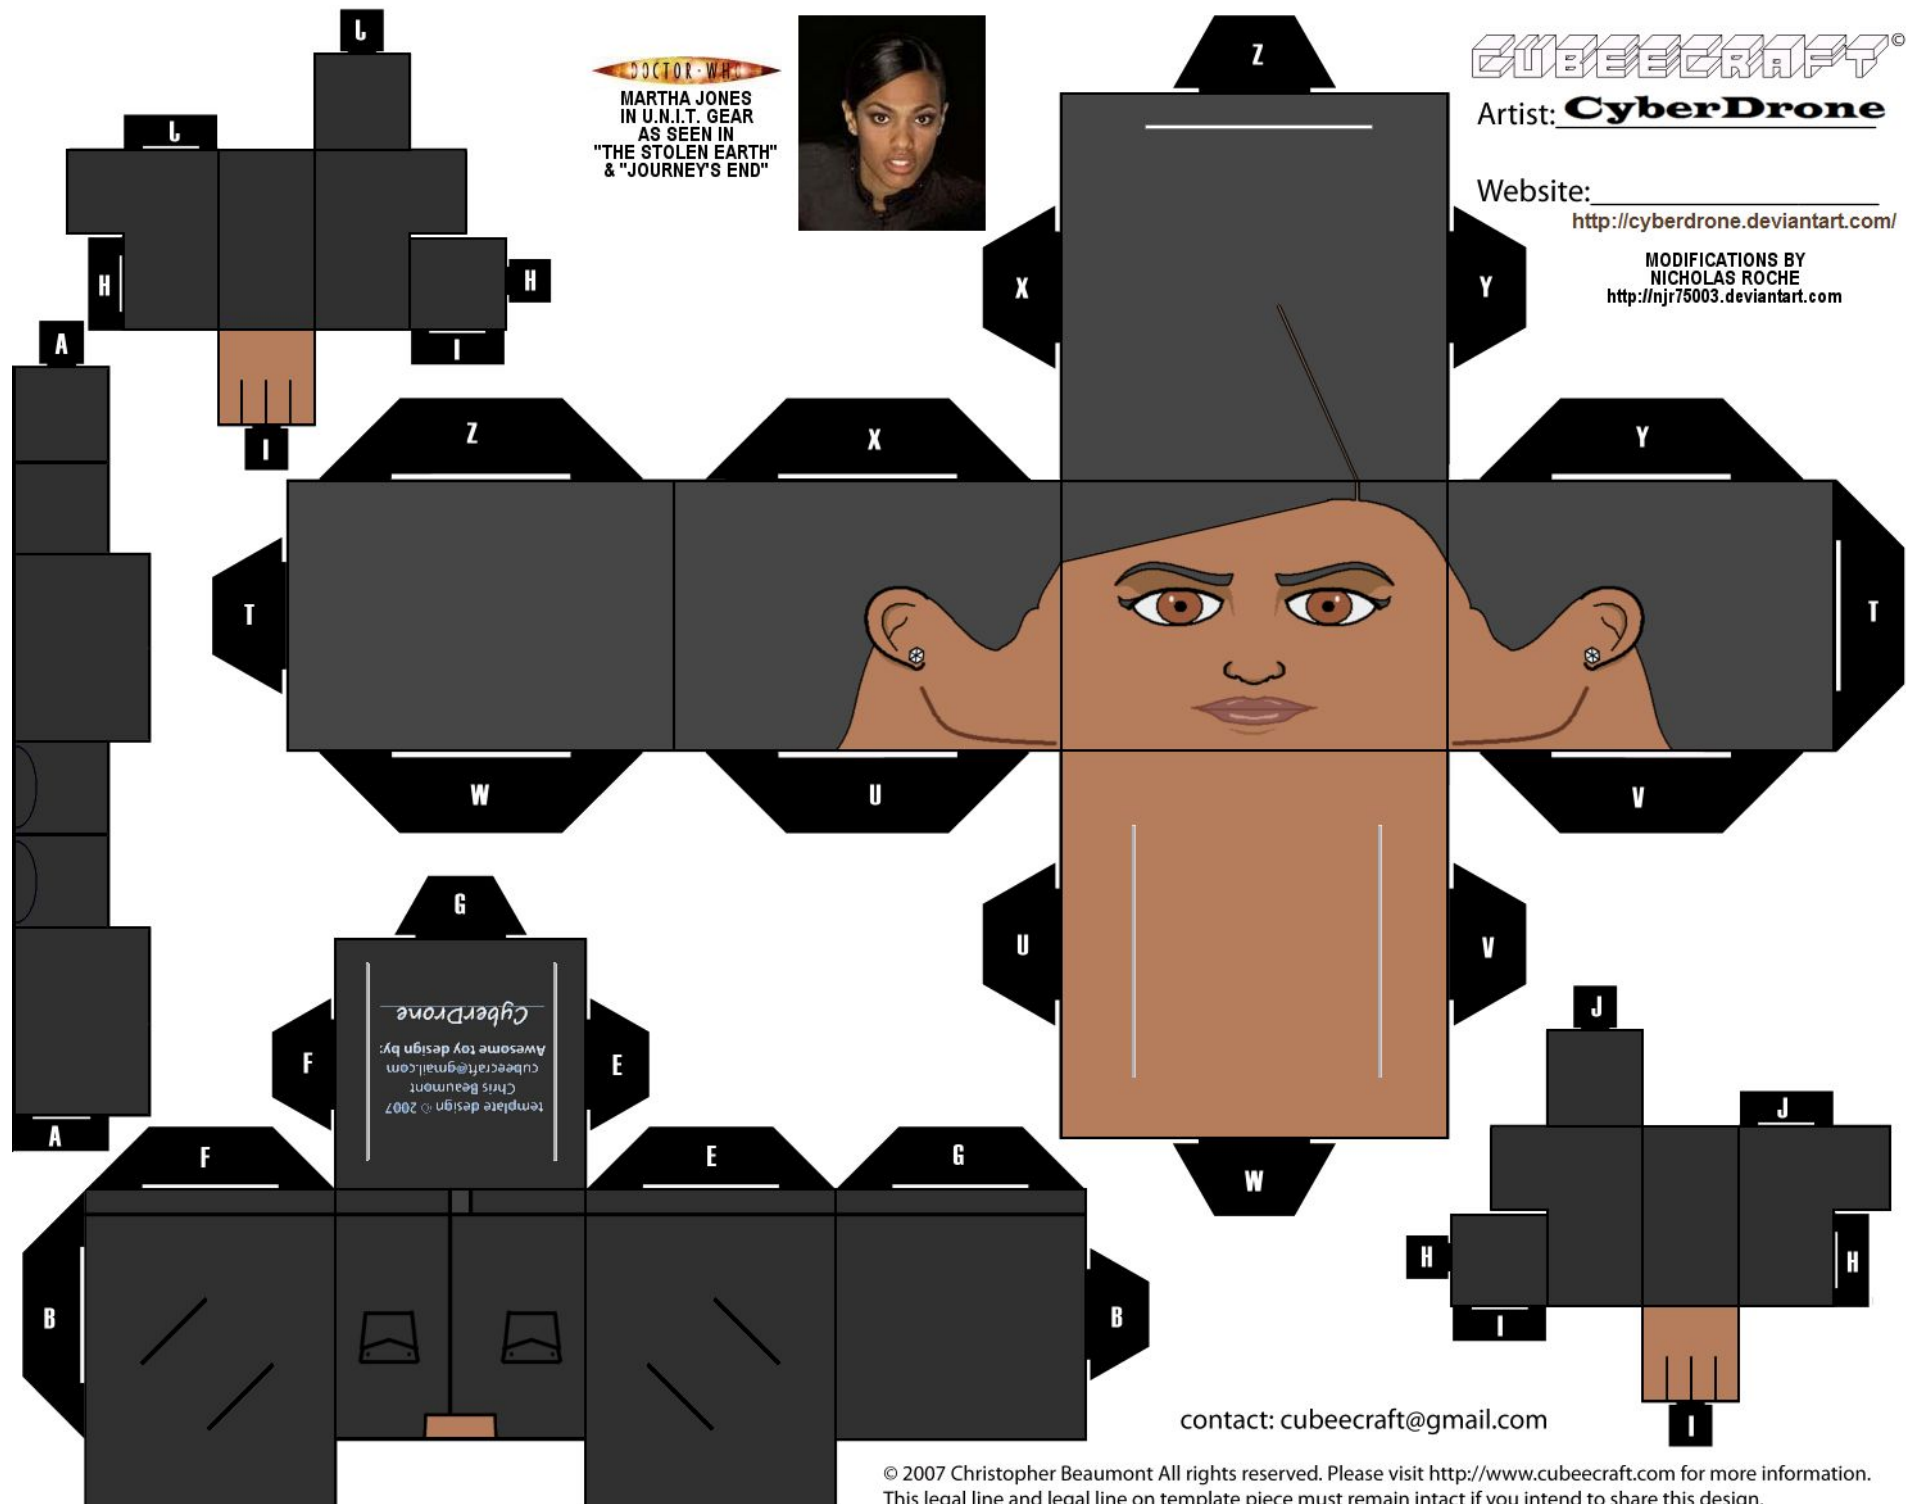 DOCTOR·WHO
MARTHA JONES
IN U.N.I.T. GEAR
AS SEEN IN
"THE STOLEN EARTH"
& "JOURNEY'S END"
CUBEECRAFT©
Artist: CyberDrone
Website:
http://cyberdrone.deviantart.com/
MODIFICATIONS BY
NICHOLAS ROCHE
http://njr75003.deviantart.com
J
J
H
H
I
I
A
Z
X
Y
Z
X
Y
T
T
W
U
V
U
V
W
A
G
F
E
template design © 2007
Chris Beaumont
cubeecraft@gmail.com
Awesome toy design by:
CyberDrone
F
E
G
B
B
J
J
H
H
I
I
contact: cubeecraft@gmail.com
© 2007 Christopher Beaumont All rights reserved. Please visit http://www.cubeecraft.com for more information.
This legal line and legal line on template piece must remain intact if you intend to share this design.